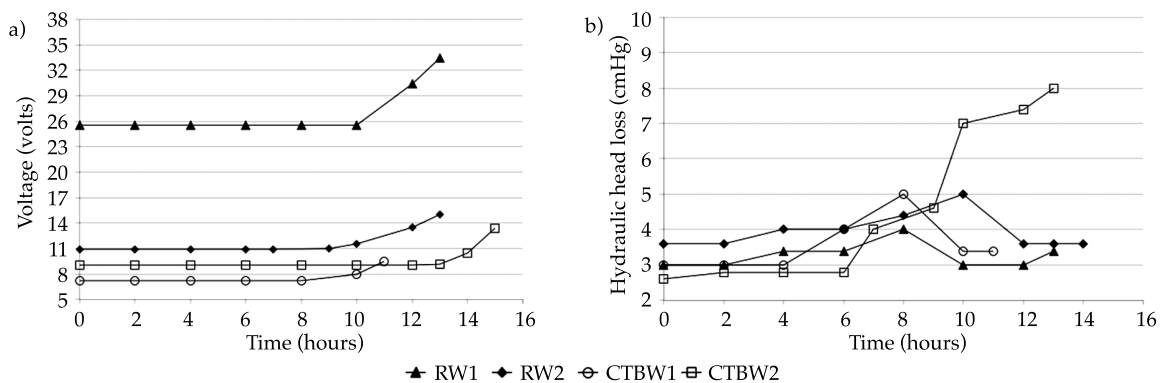 a)
Voltage (volts)
38
35
32
29
26
23
20
17
14
11
8
5
0 2 4 6 8 10 12 14 16
Time (hours)
b)
Hydraulic head loss (cmHg)
10
9
8
7
6
5
4
3
2
0 2 4 6 8 10 12 14 16
Time (hours)
RW1 RW2 CTBW1 CTBW2